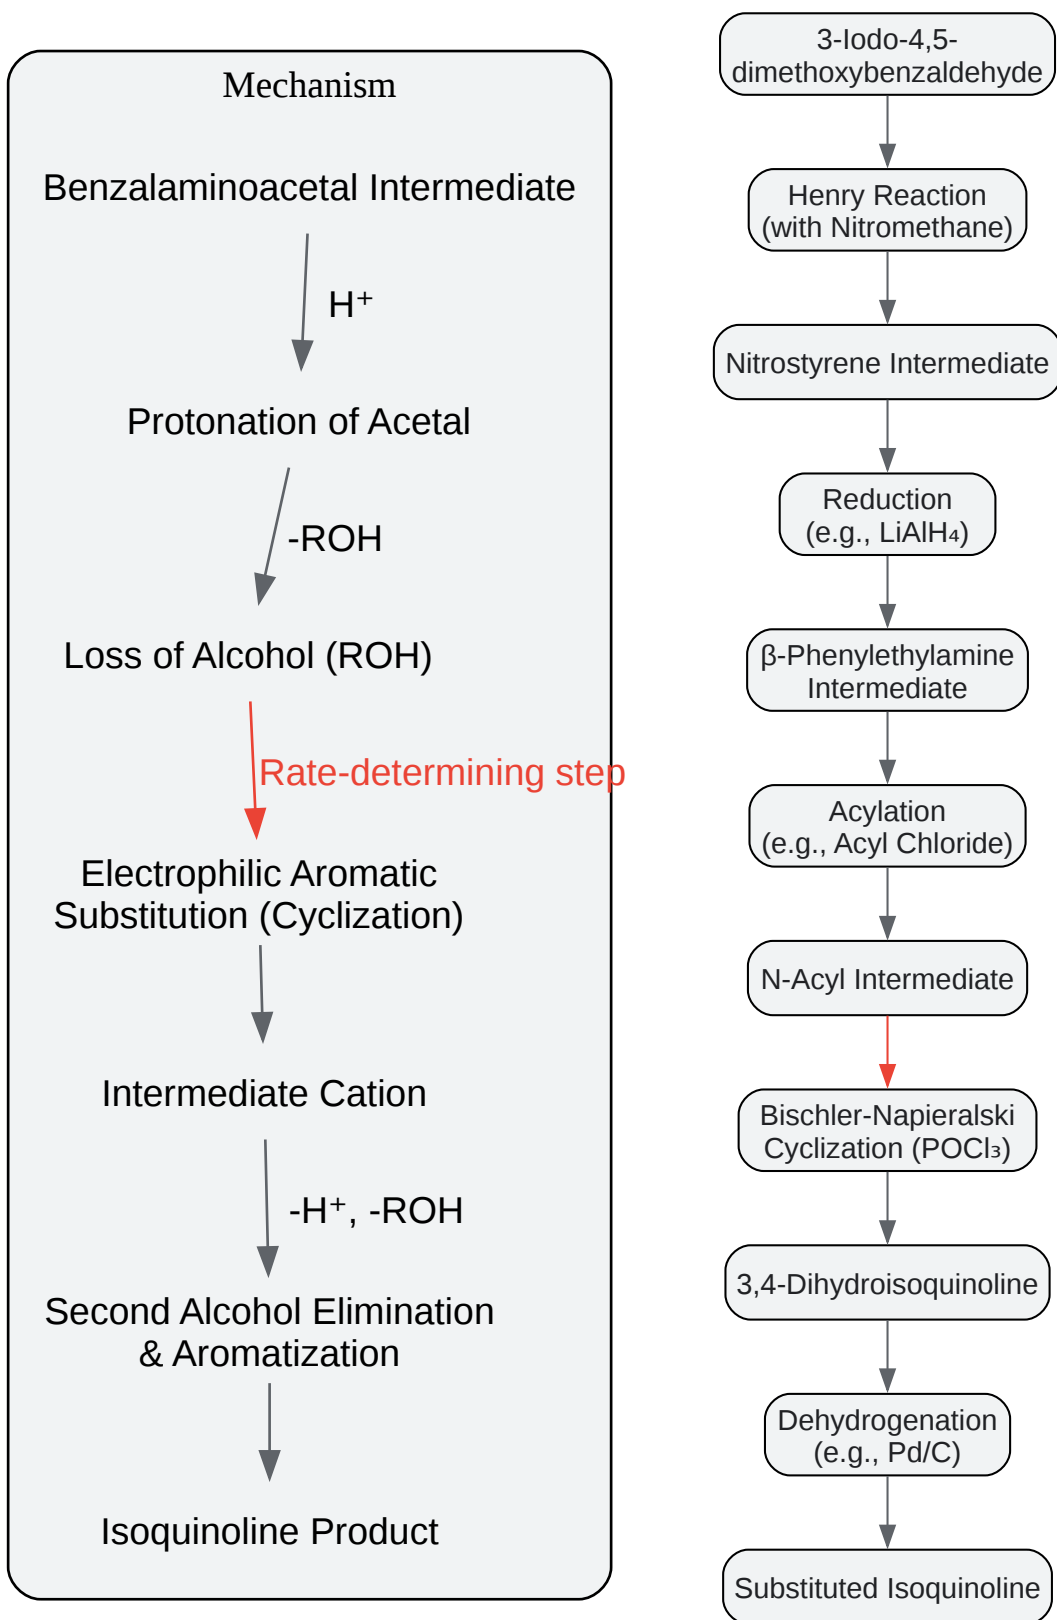 Mechanism
Benzalaminoacetal Intermediate
H⁺
Protonation of Acetal
-ROH
Loss of Alcohol (ROH)
Rate-determining step
Electrophilic Aromatic
Substitution (Cyclization)
Intermediate Cation
-H⁺, -ROH
Second Alcohol Elimination
& Aromatization
Isoquinoline Product
3-Iodo-4,5-
dimethoxybenzaldehyde
Henry Reaction
(with Nitromethane)
Nitrostyrene Intermediate
Reduction
(e.g., LiAlH₄)
β-Phenylethylamine
Intermediate
Acylation
(e.g., Acyl Chloride)
N-Acyl Intermediate
Bischler-Napieralski
Cyclization (POCl₃)
3,4-Dihydroisoquinoline
Dehydrogenation
(e.g., Pd/C)
Substituted Isoquinoline